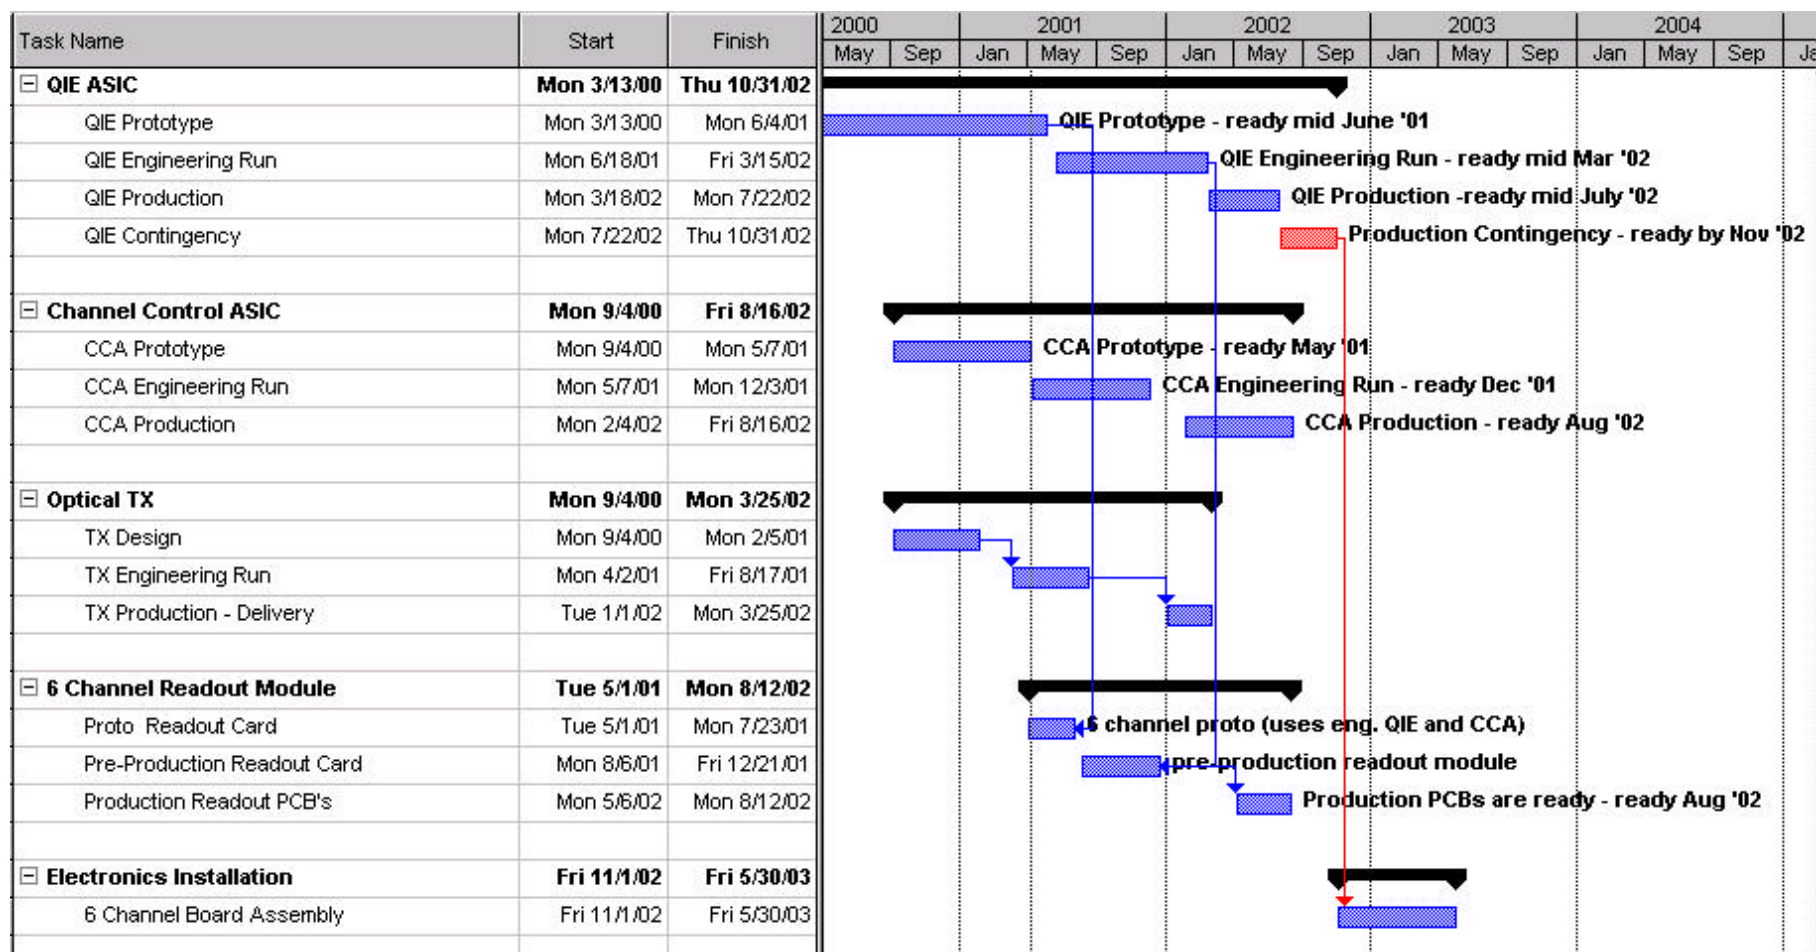 Task Name Start Finish 2000 2001 2002 2003 2004
May Sep Jan May Sep Jan May Sep Jan May Sep Jan May Sep Ja
QIE ASIC Mon 3/13/00 Thu 10/31/02
QIE Prototype Mon 3/13/00 Mon 6/4/01 QIE Prototype - ready mid June '01
QIE Engineering Run Mon 6/18/01 Fri 3/15/02 QIE Engineering Run - ready mid Mar '02
QIE Production Mon 3/18/02 Mon 7/22/02 QIE Production -ready mid July '02
QIE Contingency Mon 7/22/02 Thu 10/31/02 Production Contingency - ready by Nov '02
Channel Control ASIC Mon 9/4/00 Fri 8/16/02
CCA Prototype Mon 9/4/00 Mon 5/7/01 CCA Prototype - ready May '01
CCA Engineering Run Mon 5/7/01 Mon 12/3/01 CCA Engineering Run - ready Dec '01
CCA Production Mon 2/4/02 Fri 8/16/02 CCA Production - ready Aug '02
Optical TX Mon 9/4/00 Mon 3/25/02
TX Design Mon 9/4/00 Mon 2/5/01
TX Engineering Run Mon 4/2/01 Fri 8/17/01
TX Production - Delivery Tue 1/1/02 Mon 3/25/02
6 Channel Readout Module Tue 5/1/01 Mon 8/12/02
Proto Readout Card Tue 5/1/01 Mon 7/23/01 6 channel proto (uses eng. QIE and CCA)
Pre-Production Readout Card Mon 8/6/01 Fri 12/21/01 pre-production readout module
Production Readout PCB's Mon 5/6/02 Mon 8/12/02 Production PCBs are ready - ready Aug '02
Electronics Installation Fri 11/1/02 Fri 5/30/03
6 Channel Board Assembly Fri 11/1/02 Fri 5/30/03